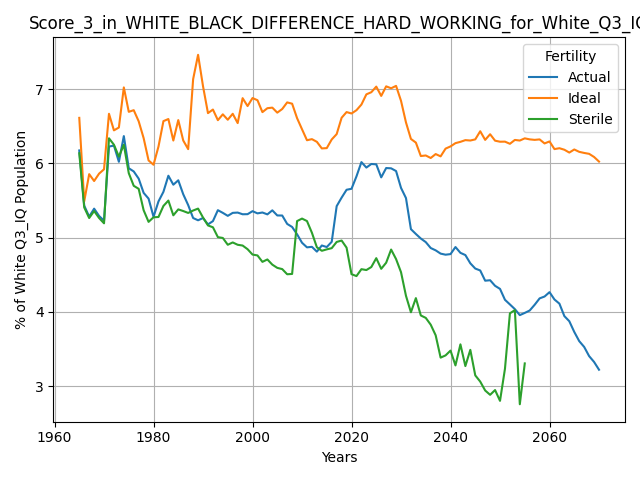 Score_3_in_WHITE_BLACK_DIFFERENCE_HARD_WORKING_for_White_Q3_IQ
Fertility
Actual
Ideal
Sterile
% of White Q3_IQ Population
7
6
5
4
3
1960
1980
2000
2020
2040
2060
Years